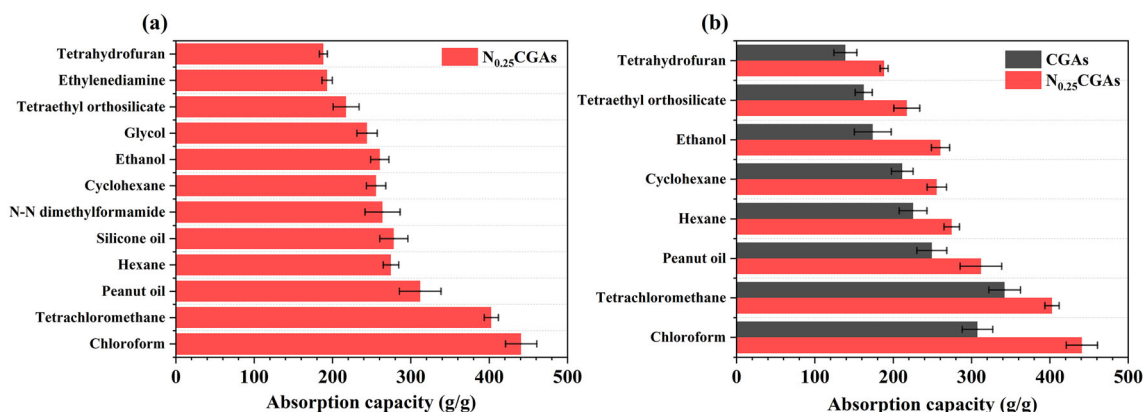 (a)
N0.25CGAs
Tetrahydrofuran
Ethylenediamine
Tetraethyl orthosilicate
Glycol
Ethanol
Cyclohexane
N-N dimethylformamide
Silicone oil
Hexane
Peanut oil
Tetrachloromethane
Chloroform
0 100 200 300 400 500
Absorption capacity (g/g)
(b)
CGAs
N0.25CGAs
Tetrahydrofuran
Tetraethyl orthosilicate
Ethanol
Cyclohexane
Hexane
Peanut oil
Tetrachloromethane
Chloroform
0 100 200 300 400 500
Absorption capacity (g/g)